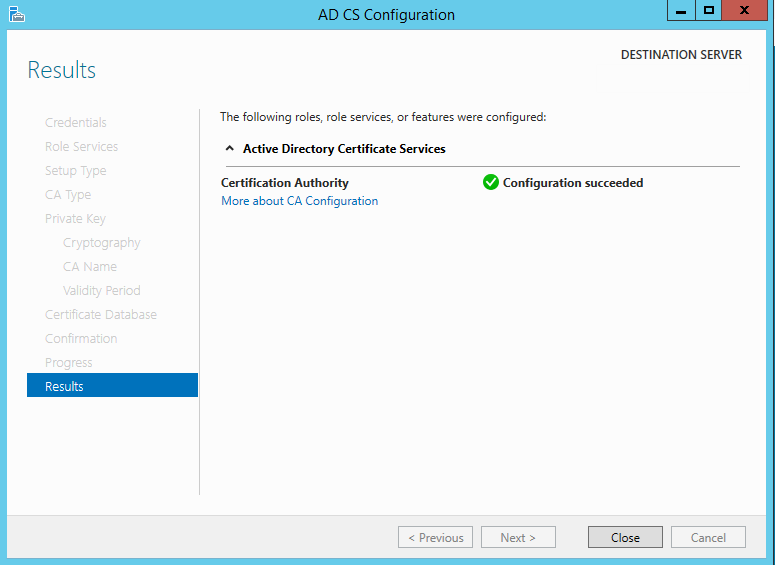 AD CS Configuration
Results
DESTINATION SERVER
Credentials
Role Services
Setup Type
CA Type
Private Key
Cryptography
CA Name
Validity Period
Certificate Database
Confirmation
Progress
Results
The following roles, role services, or features were configured:
Active Directory Certificate Services
Certification Authority
Configuration succeeded
More about CA Configuration
< Previous
Next >
Close
Cancel